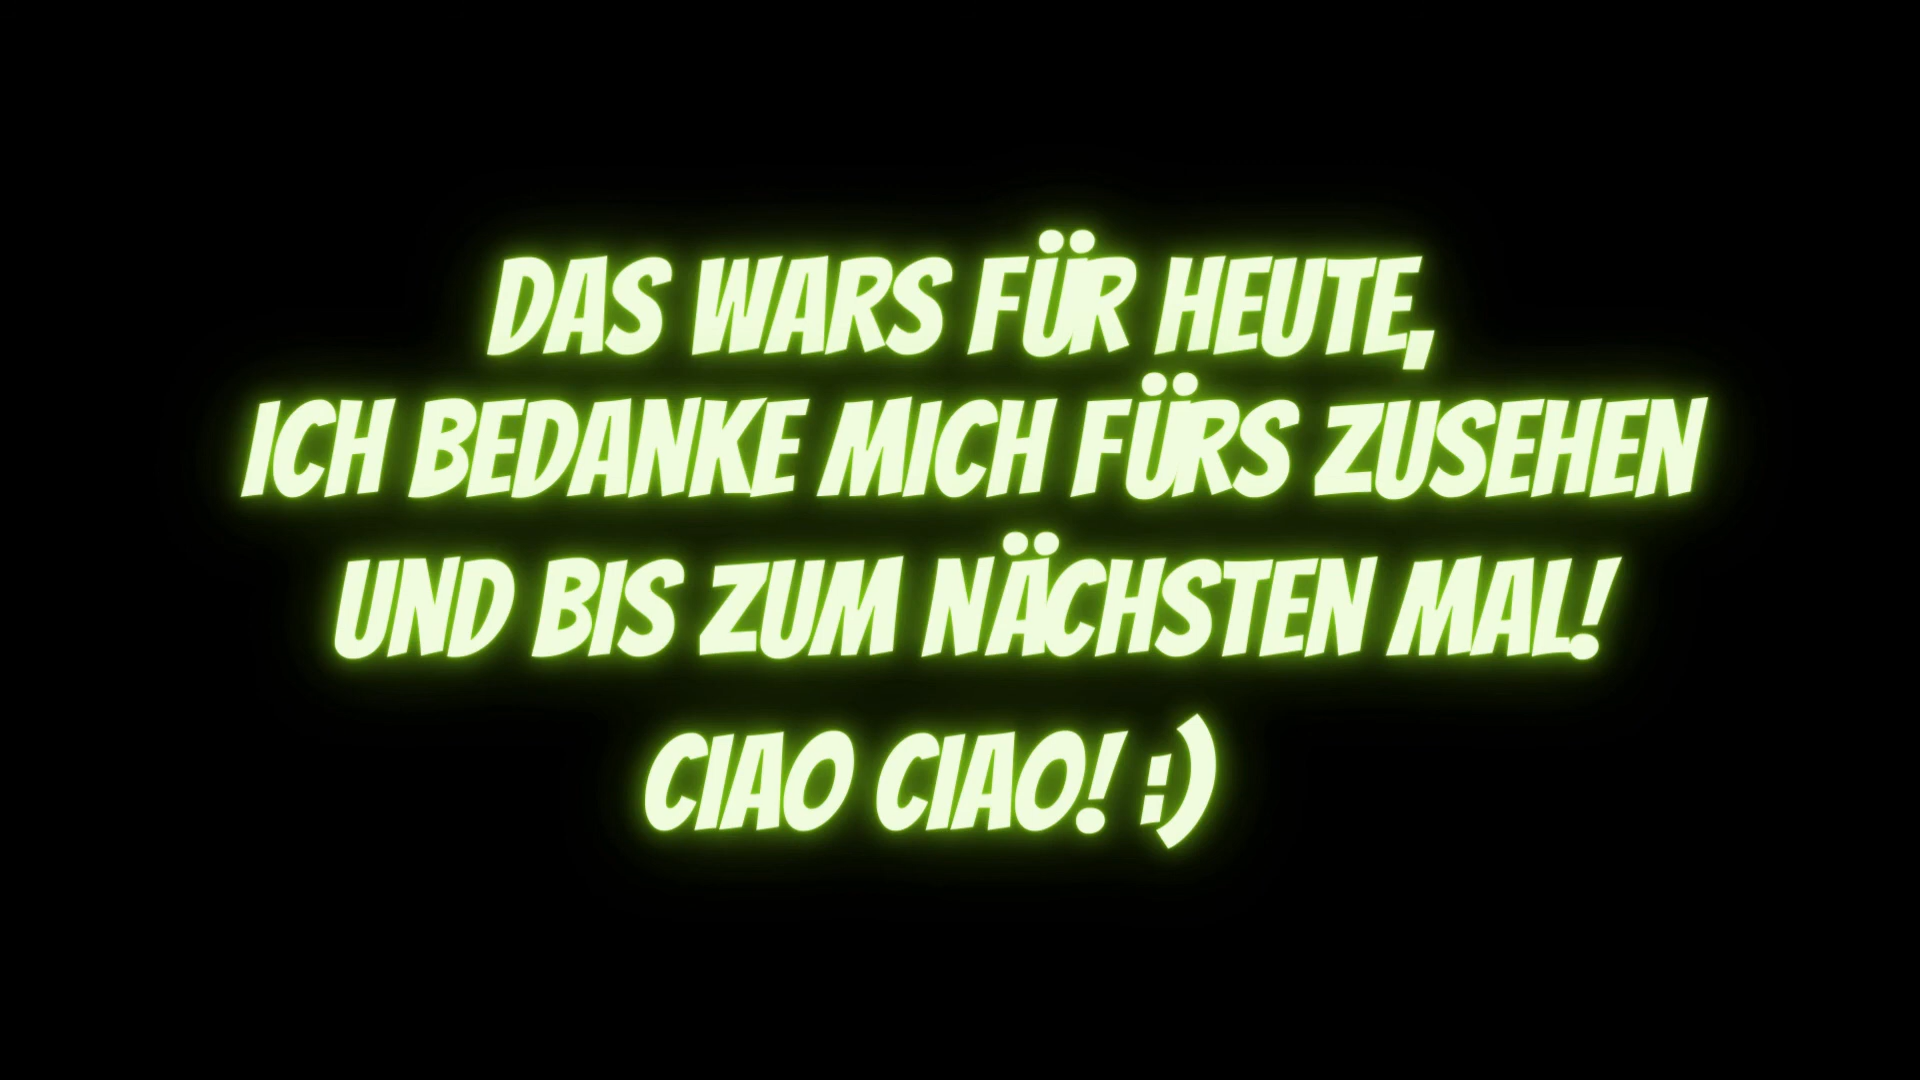 DAS WARS FÜR HEUTE,
ICH BEDANKE MICH FÜRS ZUSEHEN
UND BIS ZUM NÄCHSTEN MAL!
CIAO CIAO! :)